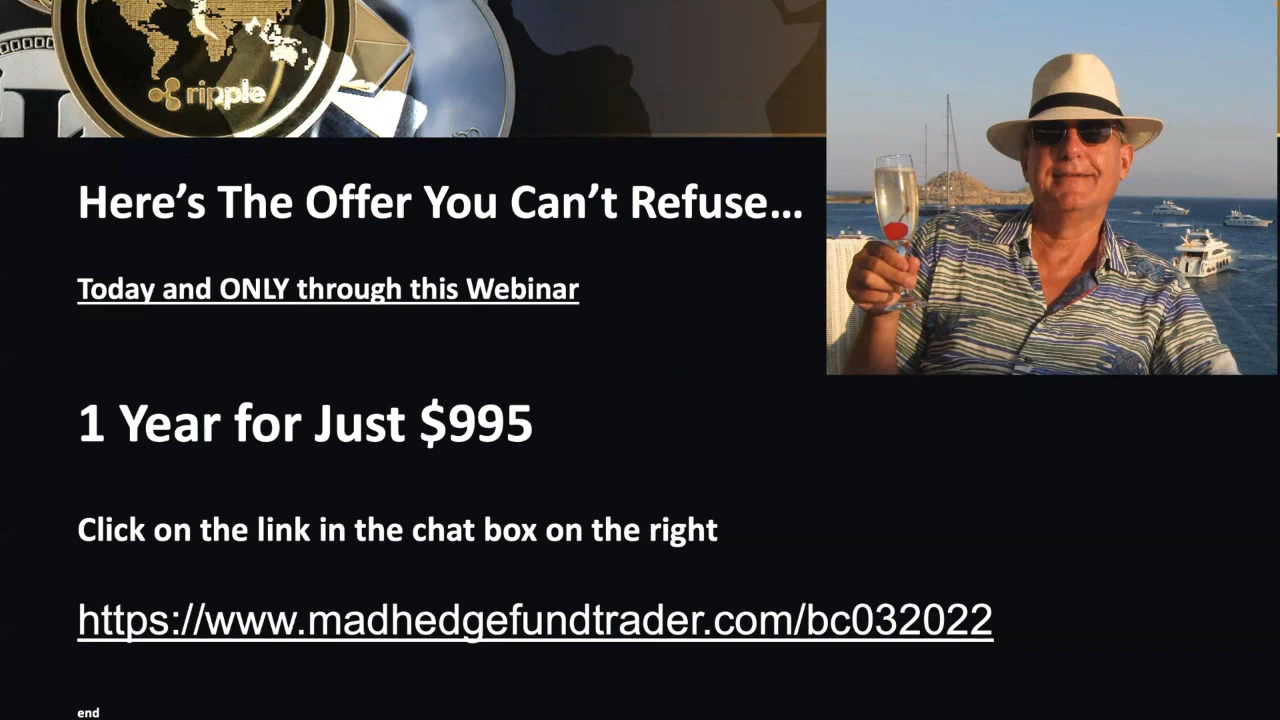 ripple
Here’s The Offer You Can’t Refuse…
Today and ONLY through this Webinar
1 Year for Just $995
Click on the link in the chat box on the right
https://www.madhedgefundtrader.com/bc032022
end